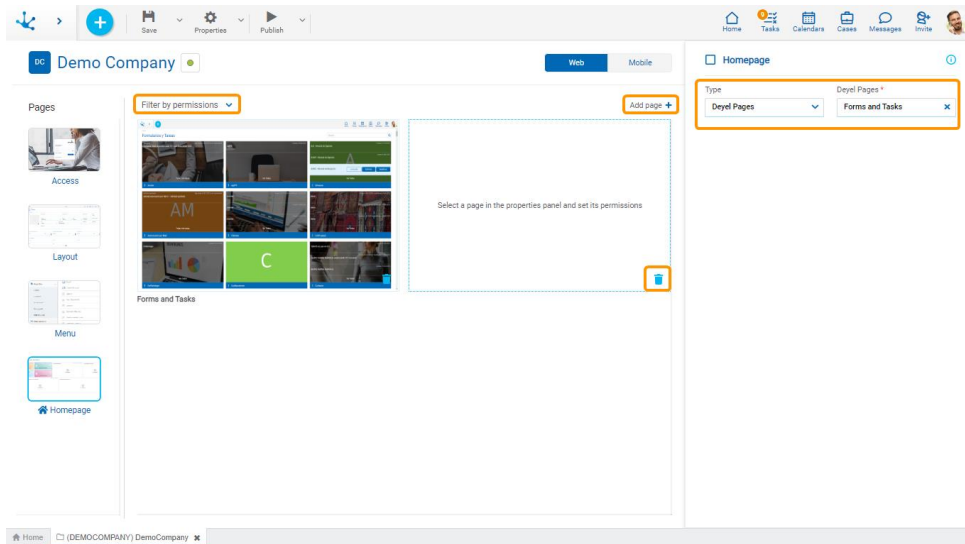 Save
Properties
Publish
Home
9
Tasks
Calendars
Cases
Messages
Invite
DC
Demo Company
Web
Mobile
Homepage
Pages
Filter by permissions
Add page +
Type
Deyel Pages *
Deyel Pages
Forms and Tasks
Access
Layout
Menu
Homepage
AM
C
Select a page in the properties panel and set its permissions
Forms and Tasks
Home
(DEMOCOMPANY) DemoCompany